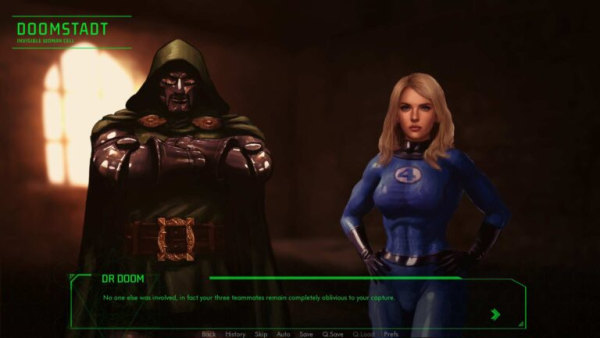 DOOMSTADT
INVISIBLE WOMAN CELL
4
DR DOOM
No one else was involved, in fact your three teammates remain completely oblivious to your capture.
Back History Skip Auto Save Q.Save Q.Load Prefs